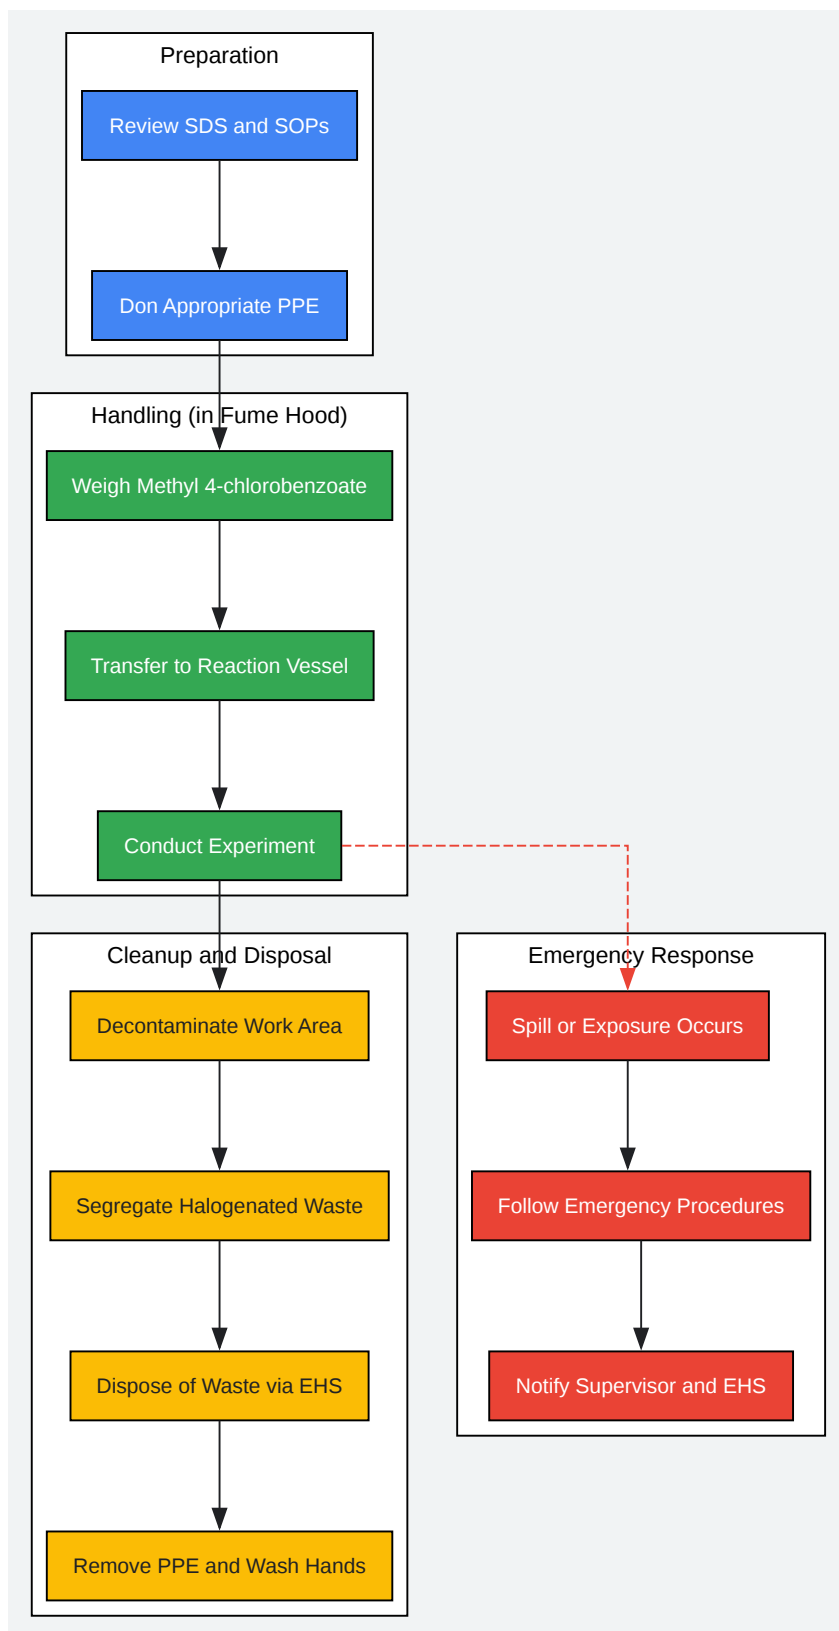 Preparation
Review SDS and SOPs
Don Appropriate PPE
Handling (in Fume Hood)
Weigh Methyl 4-chlorobenzoate
Transfer to Reaction Vessel
Conduct Experiment
Cleanup and Disposal
Decontaminate Work Area
Segregate Halogenated Waste
Dispose of Waste via EHS
Remove PPE and Wash Hands
Emergency Response
Spill or Exposure Occurs
Follow Emergency Procedures
Notify Supervisor and EHS